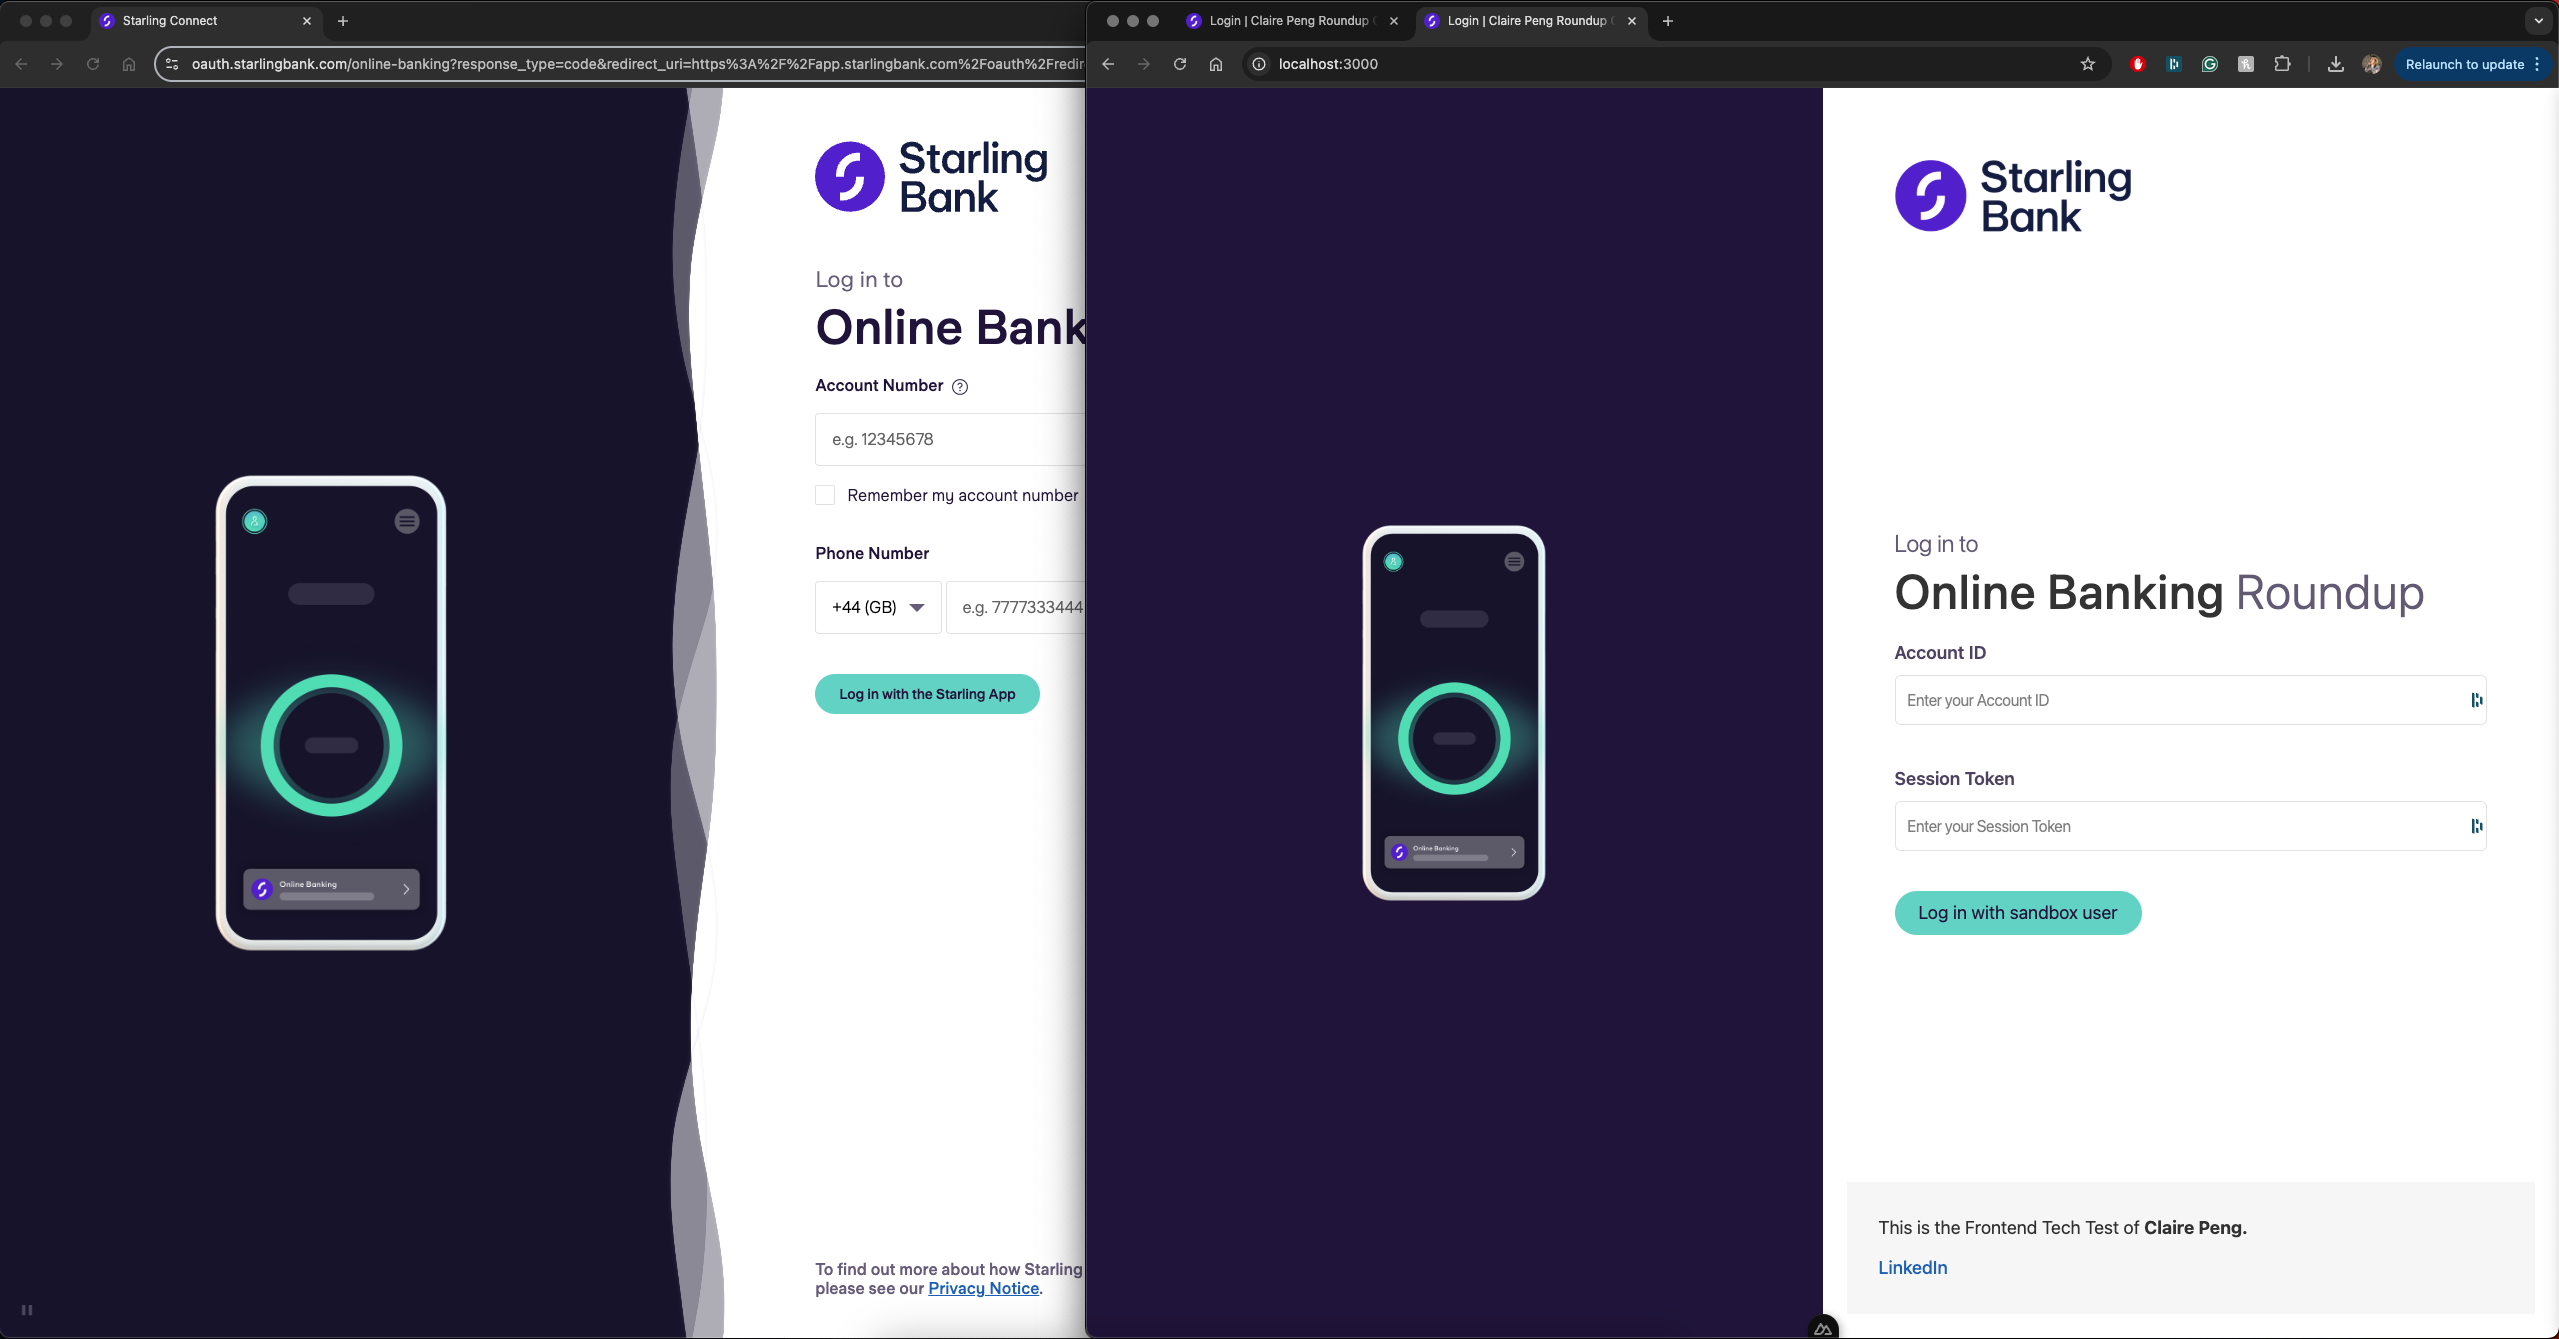 Starling Connect
oauth.starlingbank.com/online-banking?response_type=code&redirect_uri=https%3A%2F%2Fapp.starlingbank.com%2Foauth%2Fredir
Starling
Bank
Log in to
Online Bank
Account Number ?
e.g. 12345678
Remember my account number
Phone Number
+44 (GB)
e.g. 7777333444
Log in with the Starling App
Online Banking
To find out more about how Starling
please see our Privacy Notice.
Login | Claire Peng Roundup
Login | Claire Peng Roundup
localhost:3000
Relaunch to update
Starling
Bank
Log in to
Online Banking Roundup
Account ID
Enter your Account ID
Session Token
Enter your Session Token
Log in with sandbox user
Online Banking
This is the Frontend Tech Test of Claire Peng.
LinkedIn